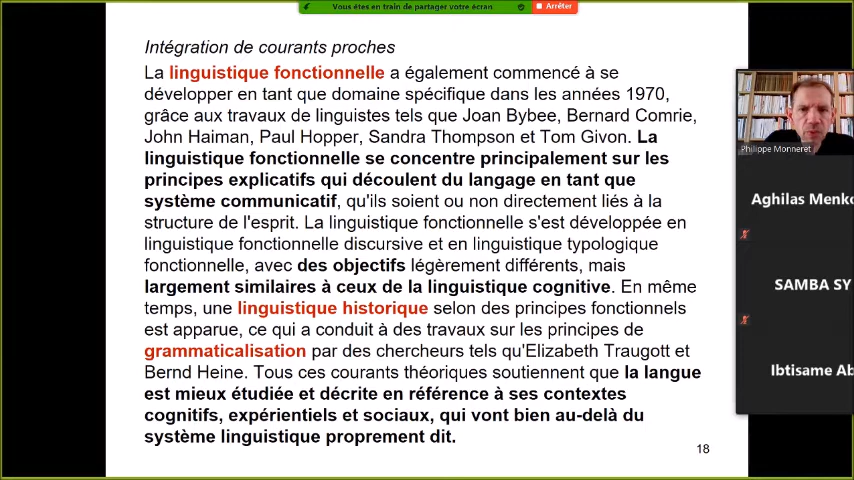 Vous êtes en train de partager votre écran
Arrêter
Intégration de courants proches
La linguistique fonctionnelle a également commencé à se
développer en tant que domaine spécifique dans les années 1970,
grâce aux travaux de linguistes tels que Joan Bybee, Bernard Comrie,
John Haiman, Paul Hopper, Sandra Thompson et Tom Givon. La
linguistique fonctionnelle se concentre principalement sur les
principes explicatifs qui découlent du langage en tant que
système communicatif, qu'ils soient ou non directement liés à la
structure de l'esprit. La linguistique fonctionnelle s'est développée en
linguistique fonctionnelle discursive et en linguistique typologique
fonctionnelle, avec des objectifs légèrement différents, mais
largement similaires à ceux de la linguistique cognitive. En même
temps, une linguistique historique selon des principes fonctionnels
est apparue, ce qui a conduit à des travaux sur les principes de
grammaticalisation par des chercheurs tels qu'Elizabeth Traugott et
Bernd Heine. Tous ces courants théoriques soutiennent que la langue
est mieux étudiée et décrite en référence à ses contextes
cognitifs, expérientiels et sociaux, qui vont bien au-delà du
système linguistique proprement dit.
18
Philippe Monneret
Aghilas Menko
SAMBA SY
Ibtisame Ab